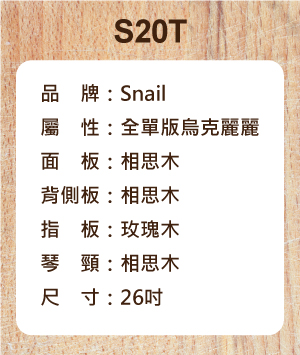 S20T
品　牌：Snail
屬　性：全單版烏克麗麗
面　板：相思木
背側板：相思木
指　板：玫瑰木
琴　頸：相思木
尺　寸：26吋